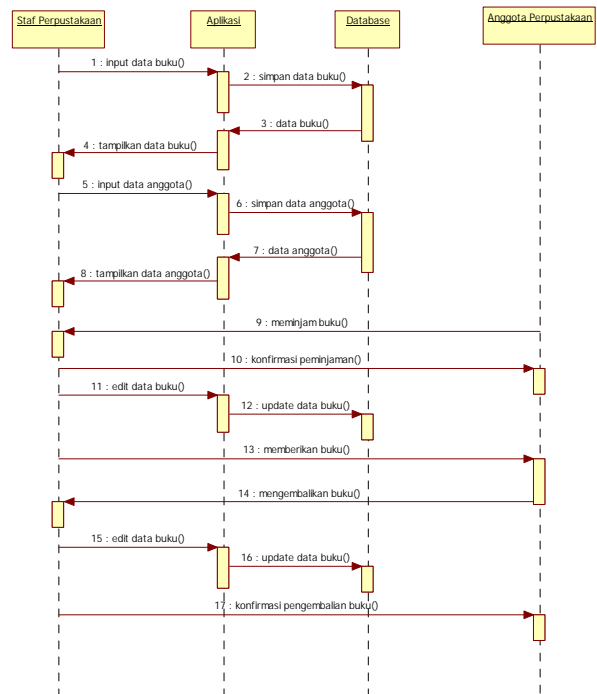 Staf Perpustakaan
Aplikasi
Database
Anggota Perpustakaan
1 : input data buku()
2 : simpan data buku()
3 : data buku()
4 : tampilkan data buku()
5 : input data anggota()
6 : simpan data anggota()
7 : data anggota()
8 : tampilkan data anggota()
9 : meminjam buku()
10 : konfirmasi peminjaman()
11 : edit data buku()
12 : update data buku()
13 : memberikan buku()
14 : mengembalikan buku()
15 : edit data buku()
16 : update data buku()
17 : konfirmasi pengembalian buku()